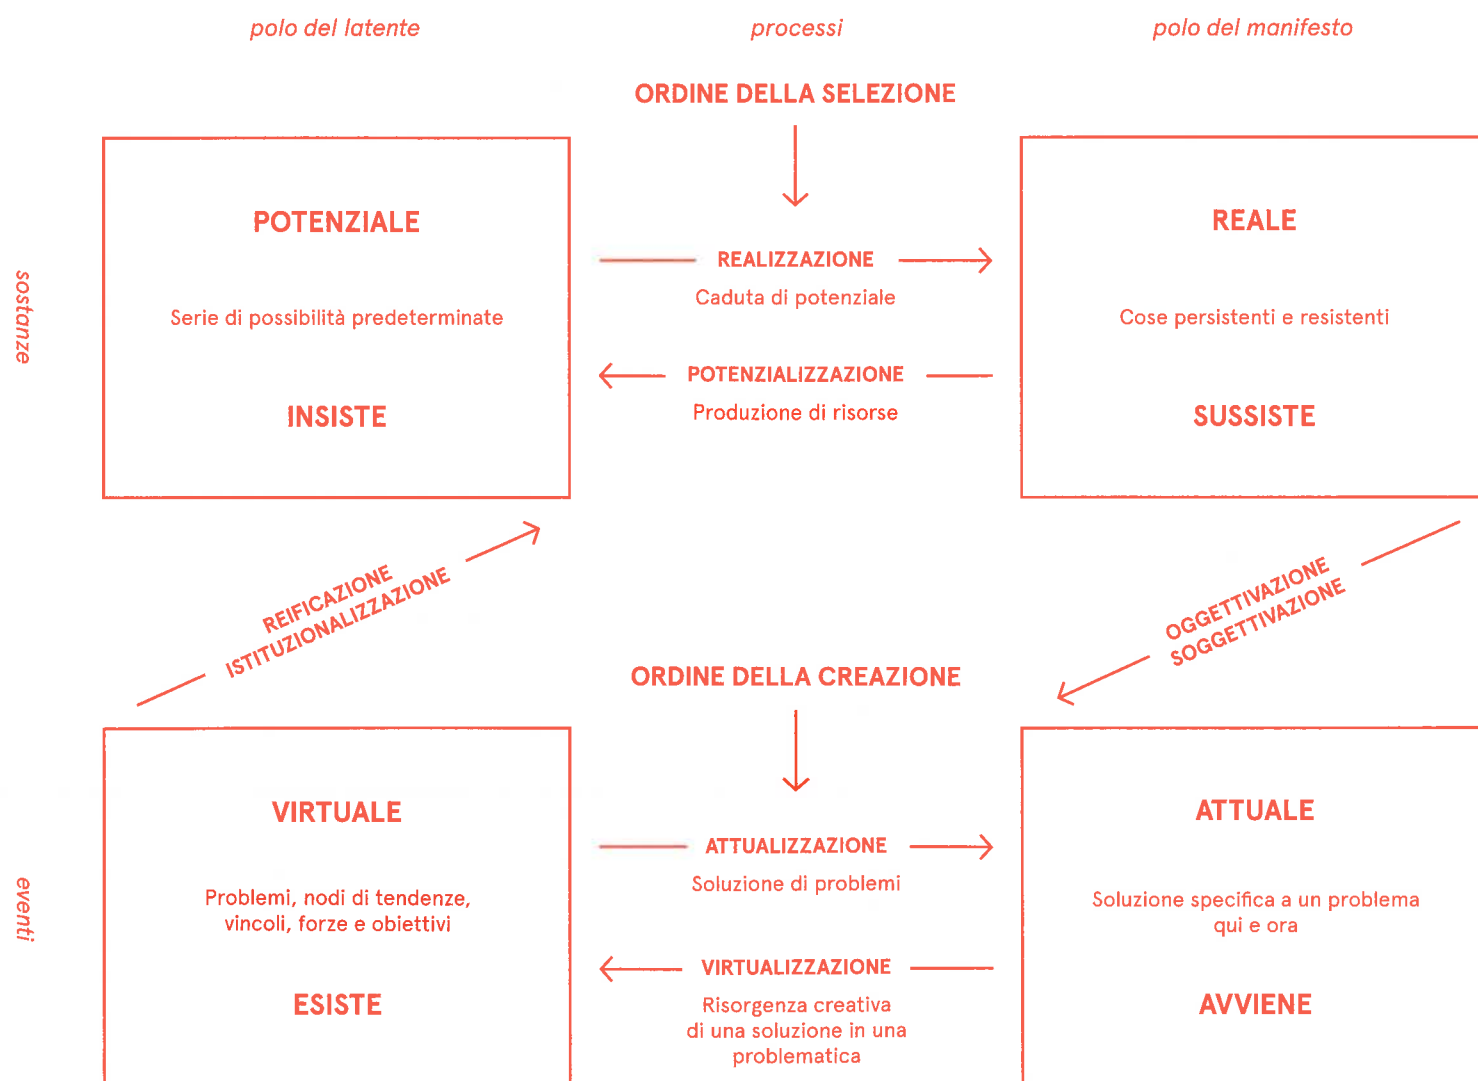 polo del latente
processi
polo del manifesto
ORDINE DELLA SELEZIONE
sostanze
POTENZIALE
Serie di possibilità predeterminate
INSISTE
REALIZZAZIONE
Caduta di potenziale
POTENZIALIZZAZIONE
Produzione di risorse
REALE
Cose persistenti e resistenti
SUSSISTE
REIFICAZIONE
ISTITUZIONALIZZAZIONE
OGGETTIVAZIONE
SOGGETTIVAZIONE
ORDINE DELLA CREAZIONE
eventi
VIRTUALE
Problemi, nodi di tendenze,
vincoli, forze e obiettivi
ESISTE
ATTUALIZZAZIONE
Soluzione di problemi
VIRTUALIZZAZIONE
Risorgenza creativa
di una soluzione in una
problematica
ATTUALE
Soluzione specifica a un problema
qui e ora
AVVIENE